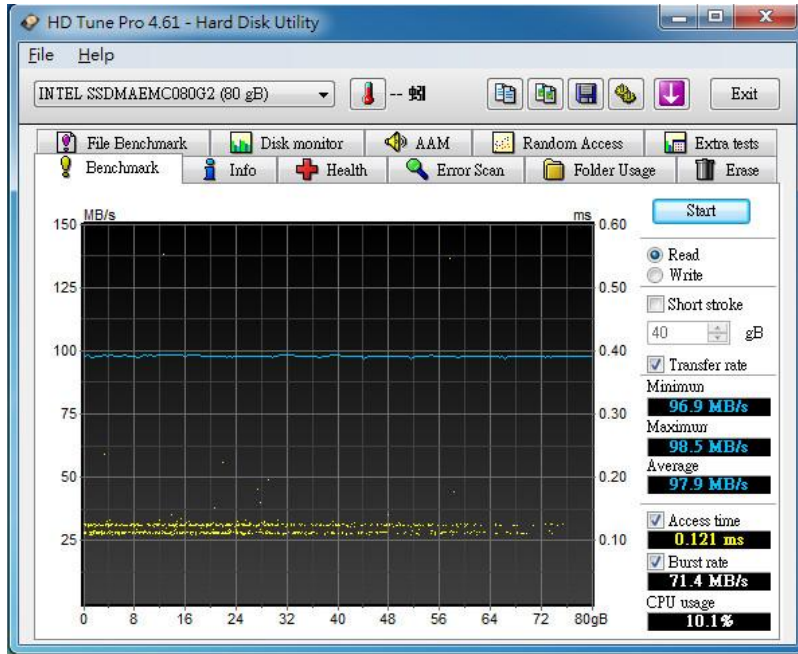 HD Tune Pro 4.61 - Hard Disk Utility
File Help
INTEL SSDMAEMC080G2 (80 gB) -- 蚓 Exit
File Benchmark Disk monitor AAM Random Access Extra tests
Benchmark Info Health Error Scan Folder Usage Erase
MB/s ms
150 0.60
125 0.50
100 0.40
75 0.30
50 0.20
25 0.10
0 8 16 24 32 40 48 56 64 72 80gB
Start
Read
Write
Short stroke
40 gB
Transfer rate
Minimun
96.9 MB/s
Maximun
98.5 MB/s
Average
97.9 MB/s
Access time
0.121 ms
Burst rate
71.4 MB/s
CPU usage
10.1%